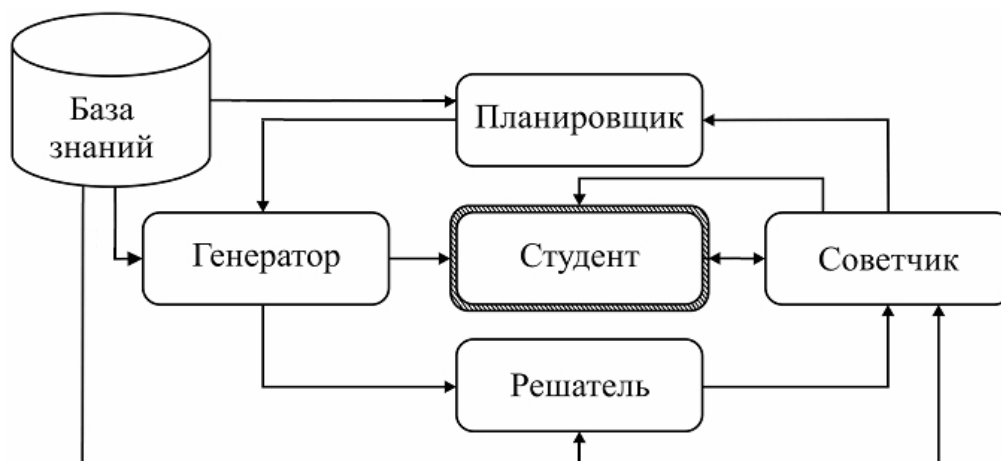 База
знаний
Планировщик
Генератор
Студент
Советчик
Решатель